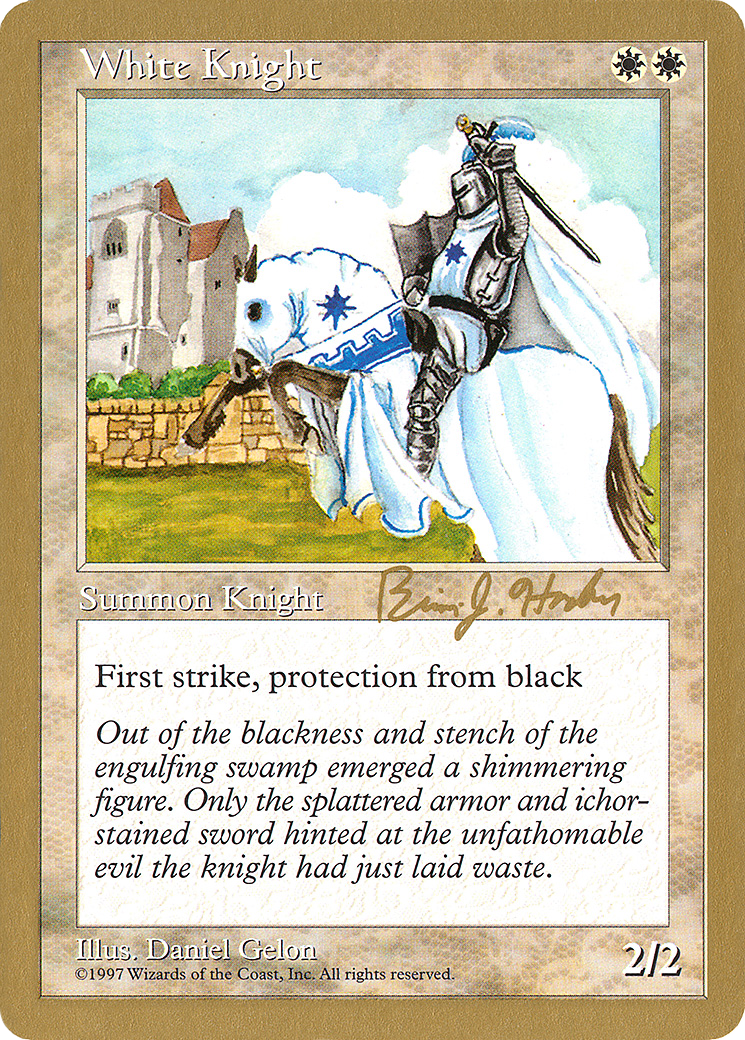 White Knight
Summon Knight
First strike, protection from black
Out of the blackness and stench of the
engulfing swamp emerged a shimmering
figure. Only the splattered armor and ichor-
stained sword hinted at the unfathomable
evil the knight had just laid waste.
Illus. Daniel Gelon
©1997 Wizards of the Coast, Inc. All rights reserved.
2/2